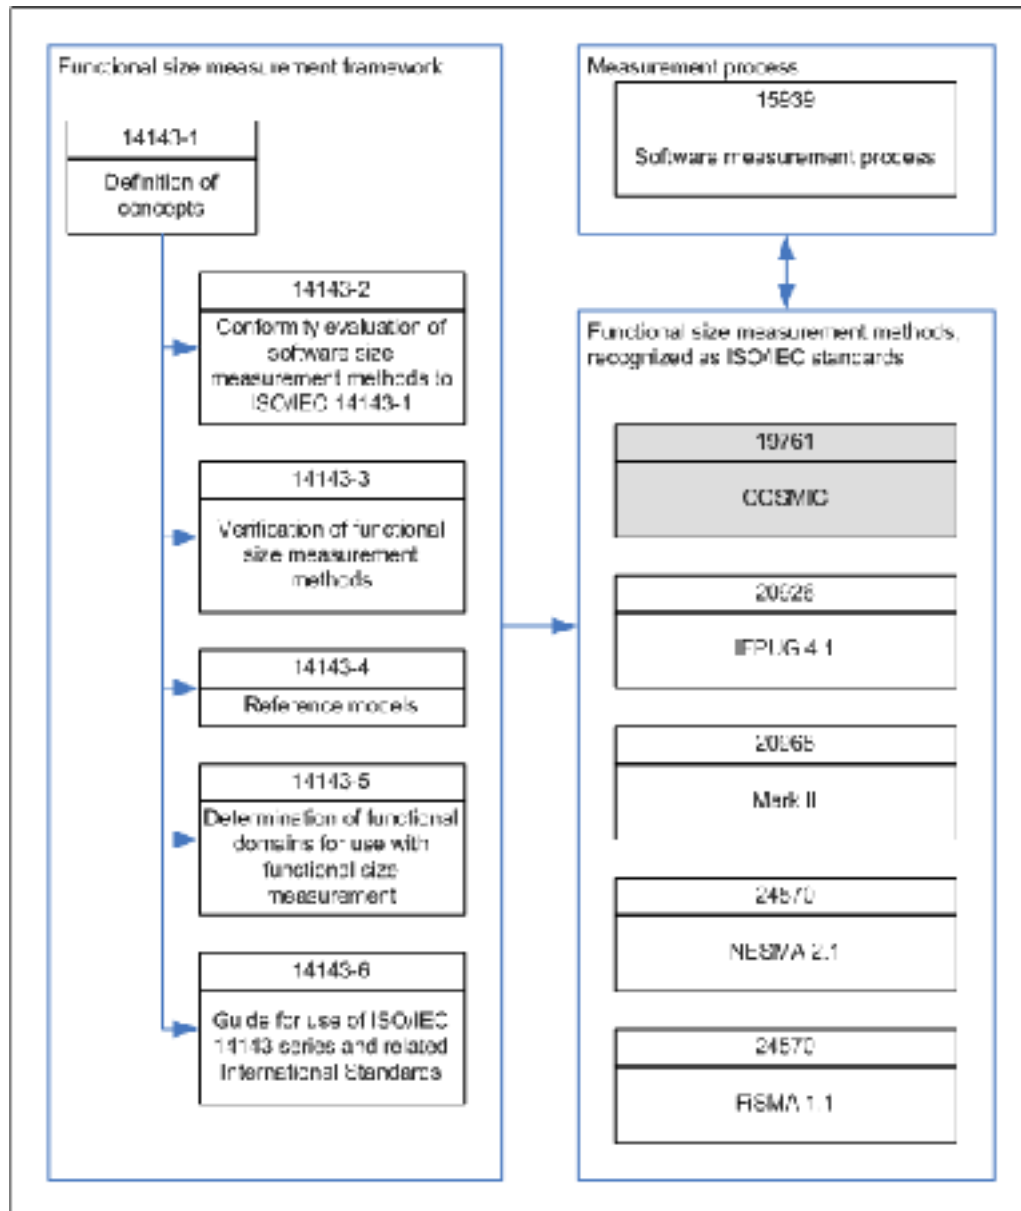 Functional size measurement framework
14143-1
Definition of
concepts
14143-2
Conformity evaluation of
software size
measurement methods to
ISO/IEC 14143-1
14143-3
Verification of functional
size measurement
methods
14143-4
Reference models
14143-5
Determination of functional
domains for use with
functional size
measurement
14143-6
Guide for use of ISO/IEC
14143 series and related
International Standards
Measurement process
15939
Software measurement process
Functional size measurement methods,
recognized as ISO/IEC standards
19761
COSMIC
20926
IFPUG 4.1
20968
Mark II
24570
NESMA 2.1
24570
FiSMA 1.1